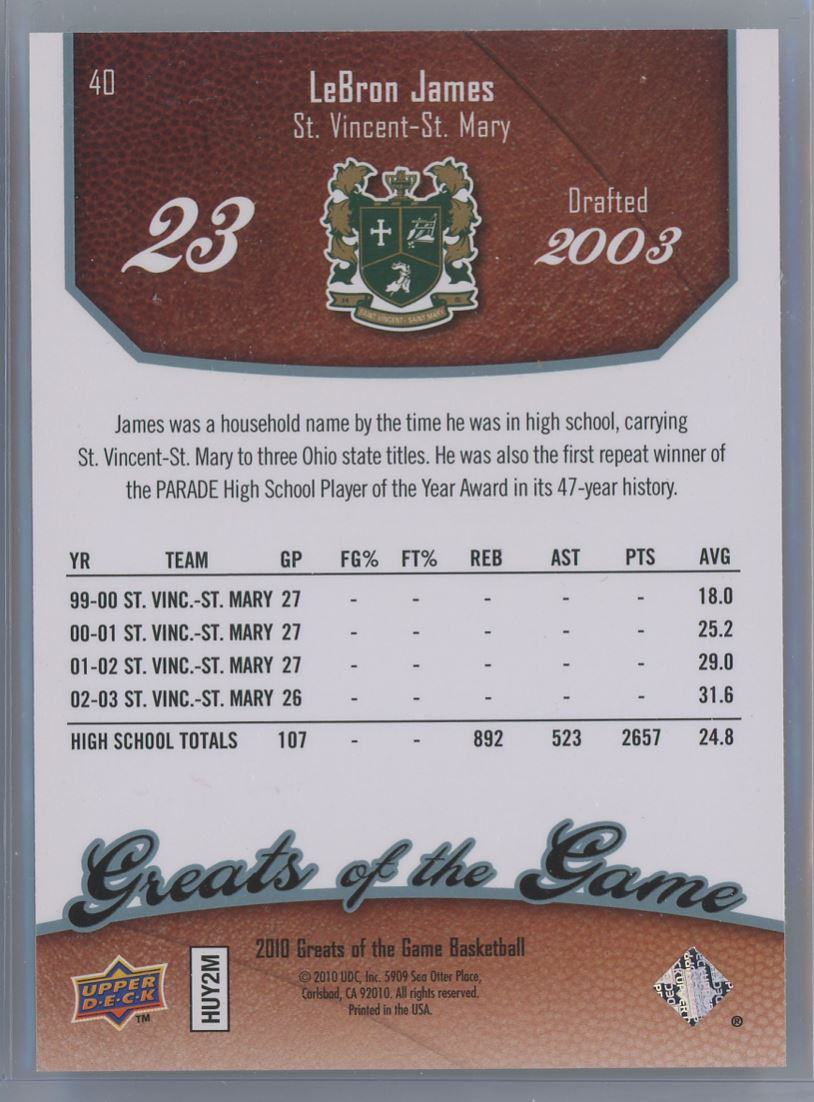 40
LeBron James
St. Vincent-St. Mary
23
Drafted
2003
SAINT VINCENT - SAINT MARY
James was a household name by the time he was in high school, carrying
St. Vincent-St. Mary to three Ohio state titles. He was also the first repeat winner of
the PARADE High School Player of the Year Award in its 47-year history.
YR TEAM GP FG% FT% REB AST PTS AVG
99-00 ST. VINC.-ST. MARY 27 - - - - - 18.0
00-01 ST. VINC.-ST. MARY 27 - - - - - 25.2
01-02 ST. VINC.-ST. MARY 27 - - - - - 29.0
02-03 ST. VINC.-ST. MARY 26 - - - - - 31.6
HIGH SCHOOL TOTALS 107 - - 892 523 2657 24.8
Greats of the Game
2010 Greats of the Game Basketball
© 2010 UDC, Inc. 5909 Sea Otter Place,
Carlsbad, CA 92010. All rights reserved.
Printed in the USA.
UPPER
D·E·C·K
TM
HUY2M
®